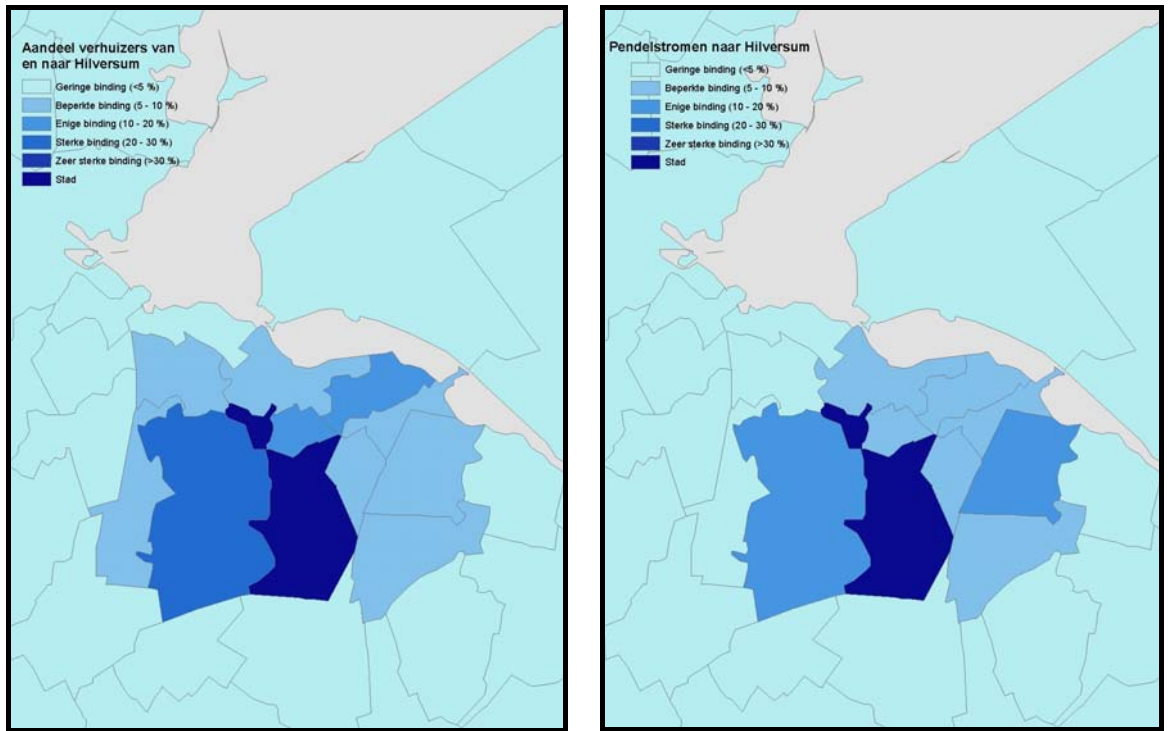 Aandeel verhuizers van
en naar Hilversum
Geringe binding (<5 %)
Beperkte binding (5 - 10 %)
Enige binding (10 - 20 %)
Sterke binding (20 - 30 %)
Zeer sterke binding (>30 %)
Stad
Pendelstromen naar Hilversum
Geringe binding (<5 %)
Beperkte binding (5 - 10 %)
Enige binding (10 - 20 %)
Sterke binding (20 - 30 %)
Zeer sterke binding (>30 %)
Stad